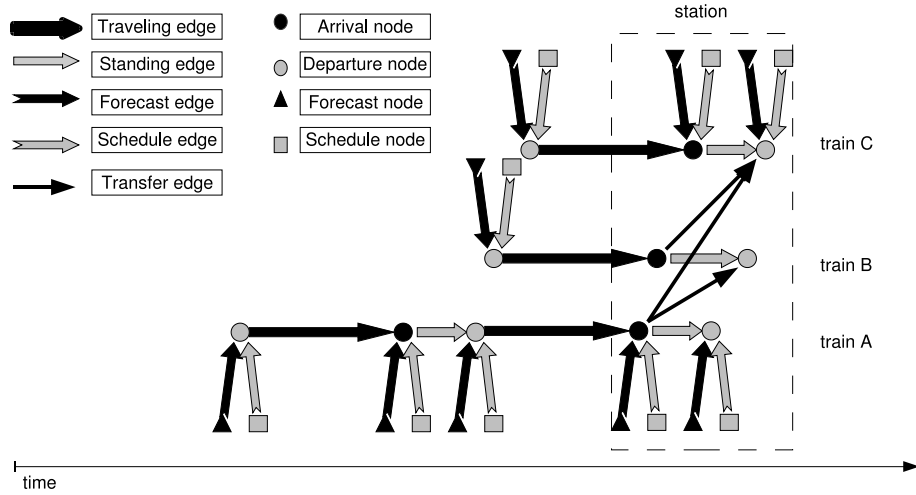 Traveling edge
Arrival node
Standing edge
Departure node
Forecast edge
Forecast node
Schedule edge
Schedule node
Transfer edge
station
train C
train B
train A
time